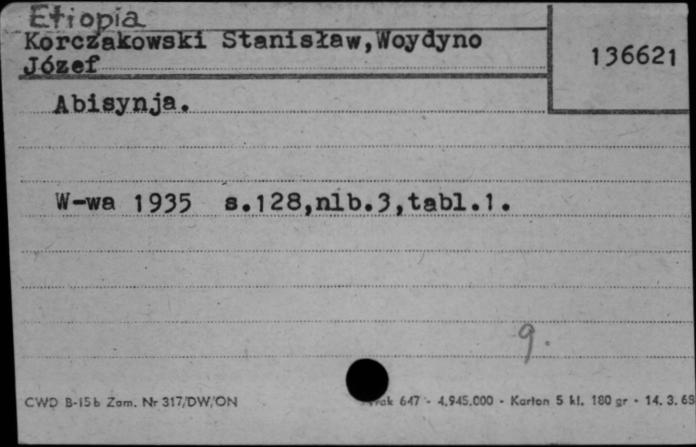 Etiopia
Korczakowski Stanisław,Woydyno
Józef
136621
Abisynja.
W-wa 1935 s.128,nlb.3,tabl.1.
9.
CWD B-15b Zam. Nr 317/DW/ON
647 - 4.945.000 - Karton 5 kl. 180 gr - 14. 3. 65